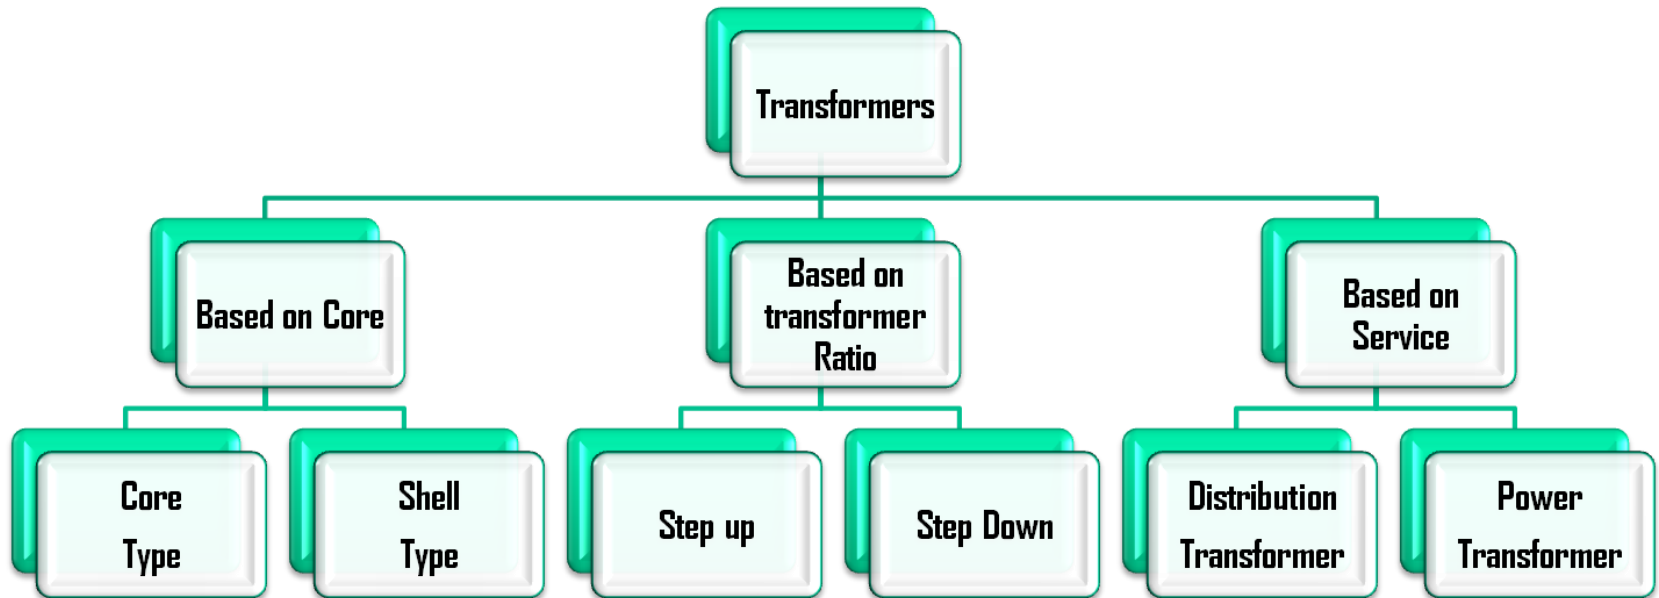 Transformers
Based on Core
Based on
transformer
Ratio
Based on
Service
Core
Type
Shell
Type
Step up
Step Down
Distribution
Transformer
Power
Transformer